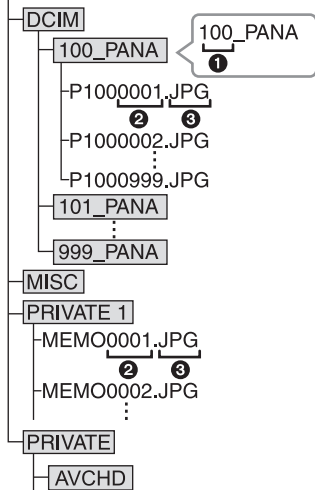 DCIM
100_PANA
100_PANA
❶
P1000001.JPG
❷ ❸
P1000002.JPG
P1000999.JPG
101_PANA
999_PANA
MISC
PRIVATE 1
MEMO0001.JPG
❷ ❸
MEMO0002.JPG
PRIVATE
AVCHD